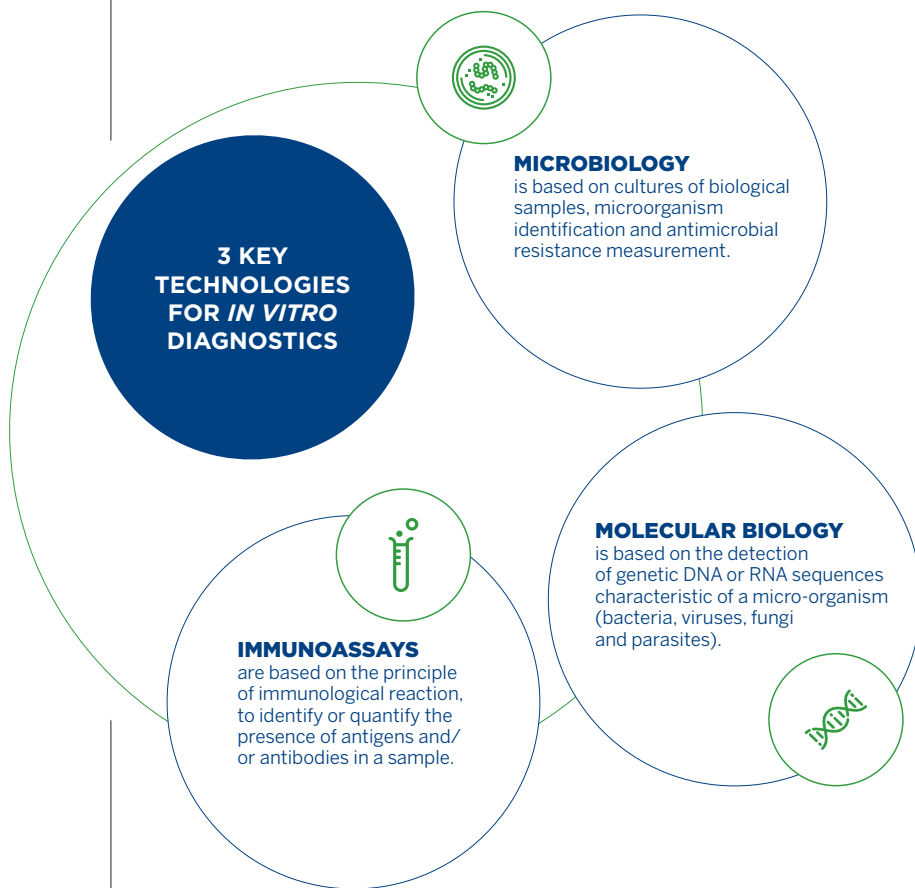 3 KEY
TECHNOLOGIES
FOR IN VITRO
DIAGNOSTICS
MICROBIOLOGY
is based on cultures of biological
samples, microorganism
identification and antimicrobial
resistance measurement.
MOLECULAR BIOLOGY
is based on the detection
of genetic DNA or RNA sequences
characteristic of a micro-organism
(bacteria, viruses, fungi
and parasites).
IMMUNOASSAYS
are based on the principle
of immunological reaction,
to identify or quantify the
presence of antigens and/
or antibodies in a sample.